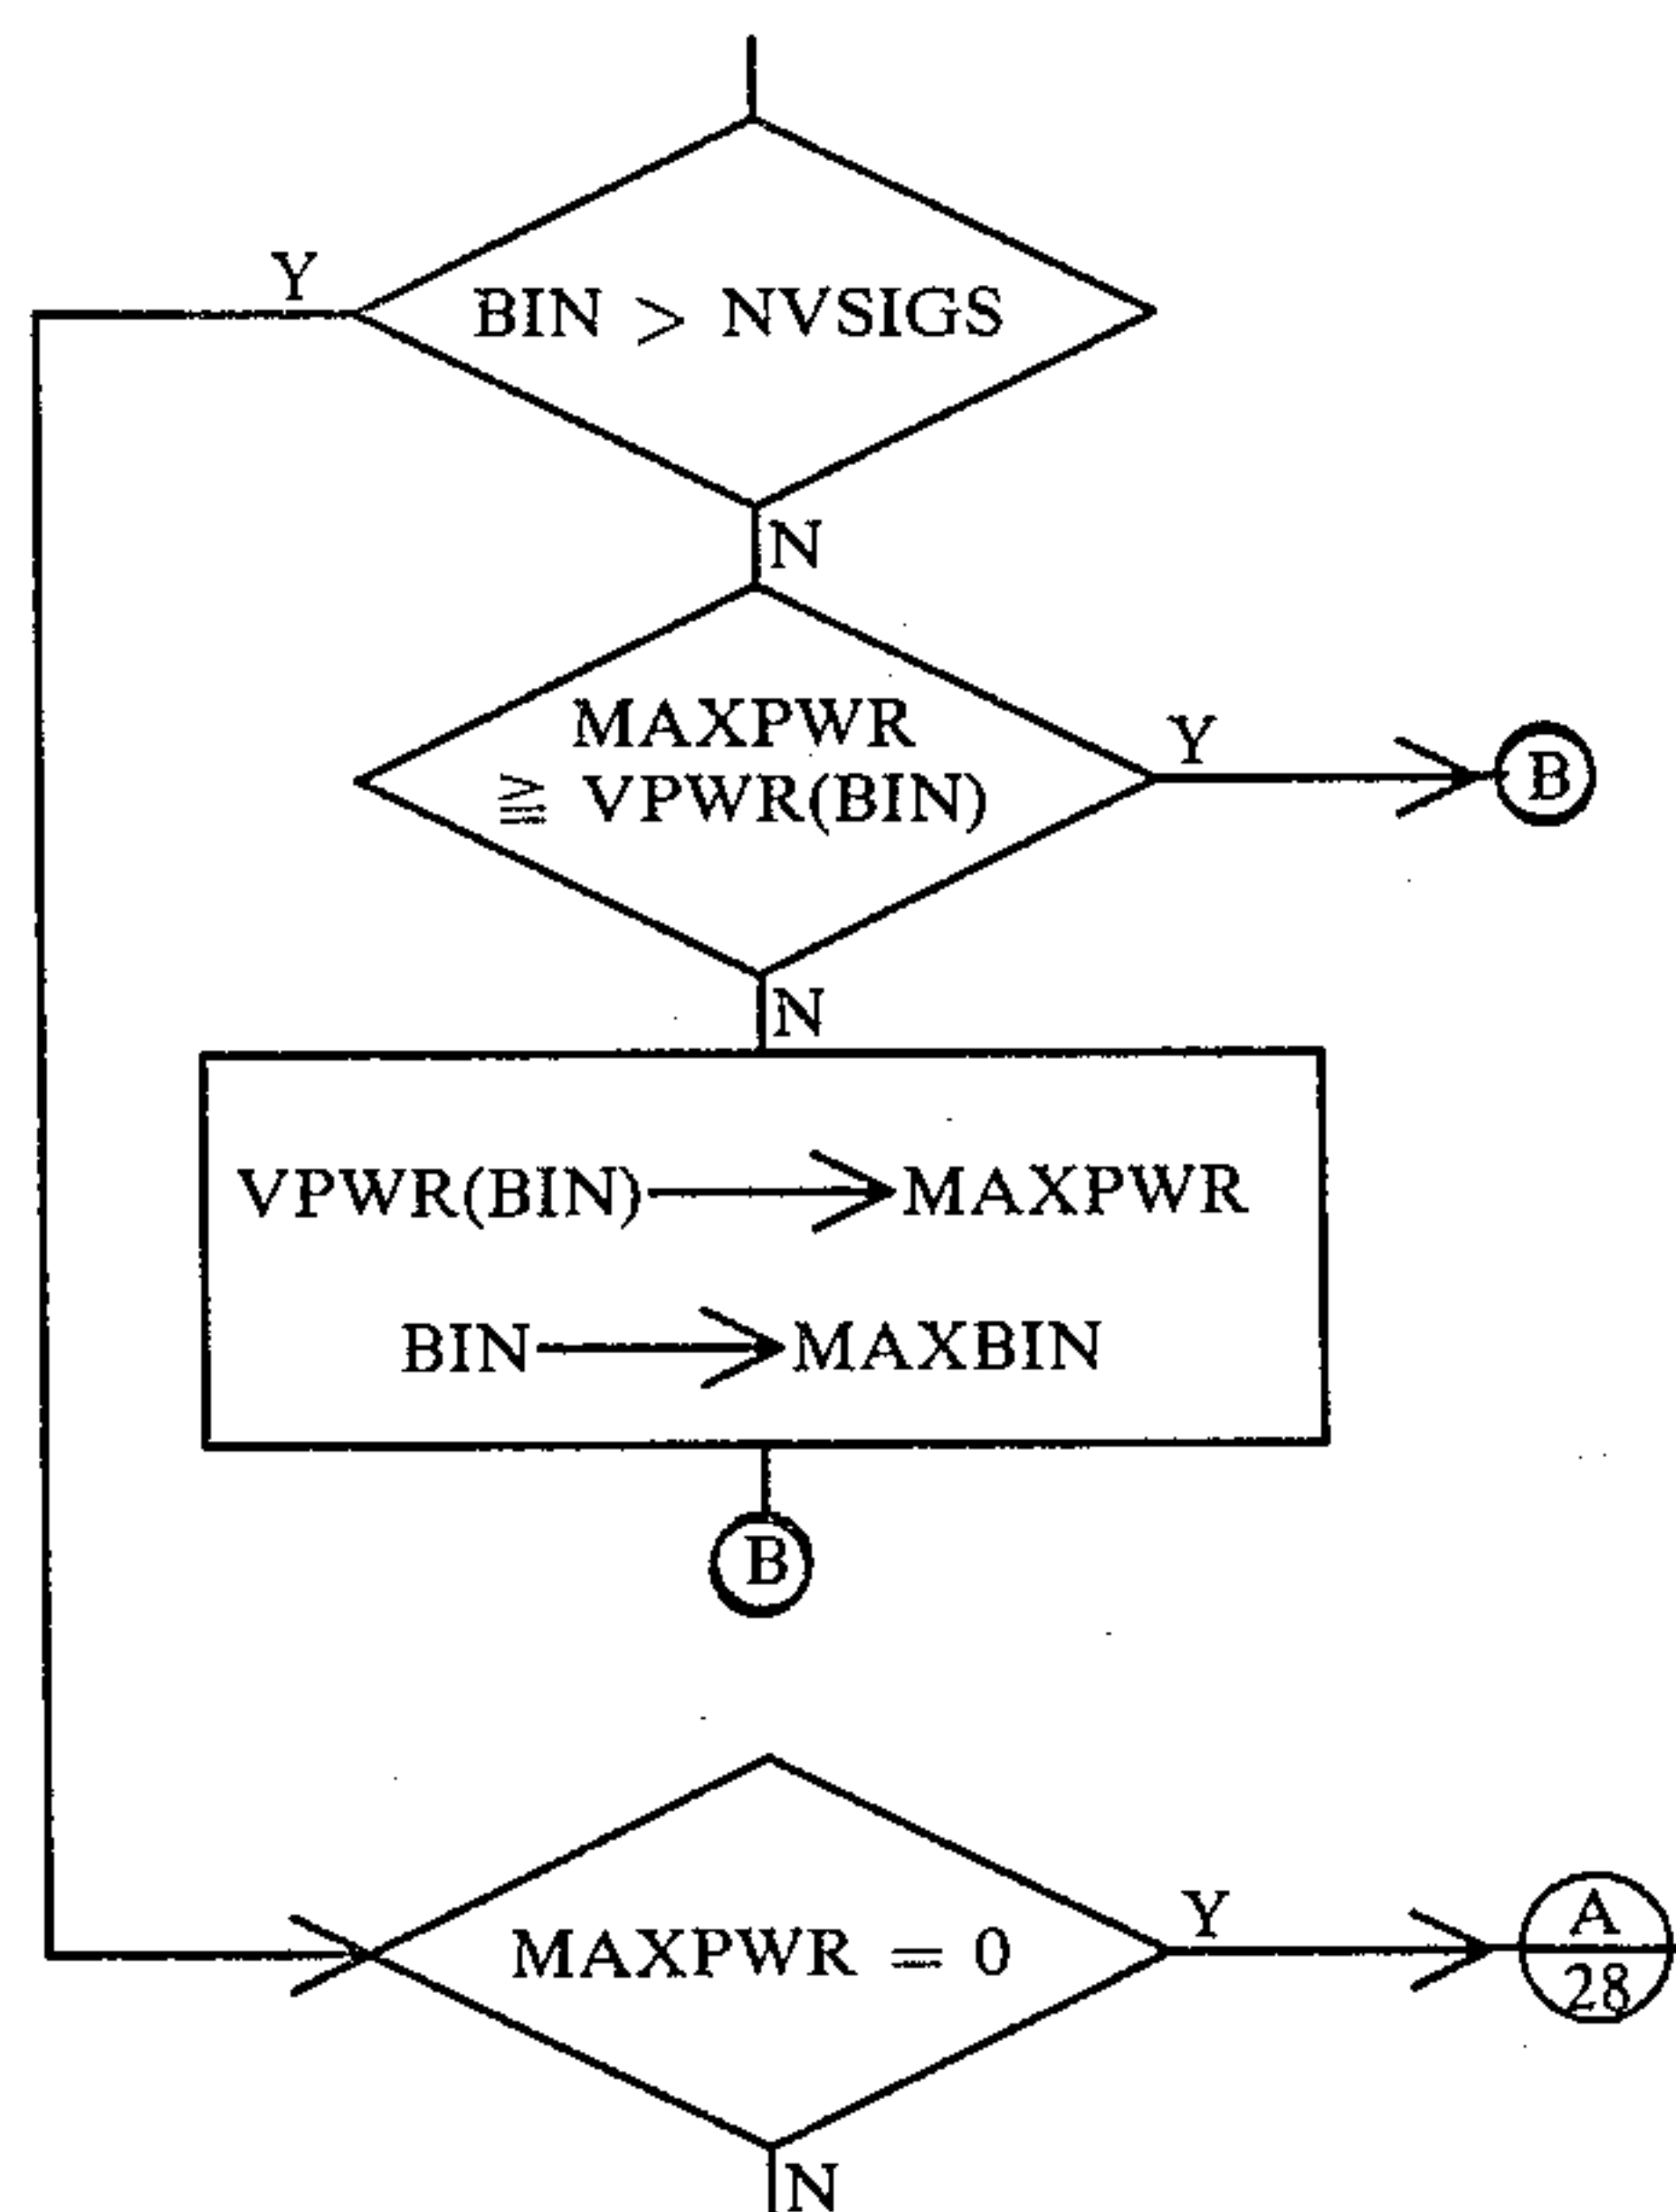 Y
BIN > NVSIGS
N
MAXPWR
≧ VPWR(BIN)
Y
B
N
VPWR(BIN) → MAXPWR
BIN → MAXBIN
B
MAXPWR = 0
Y
A
28
N